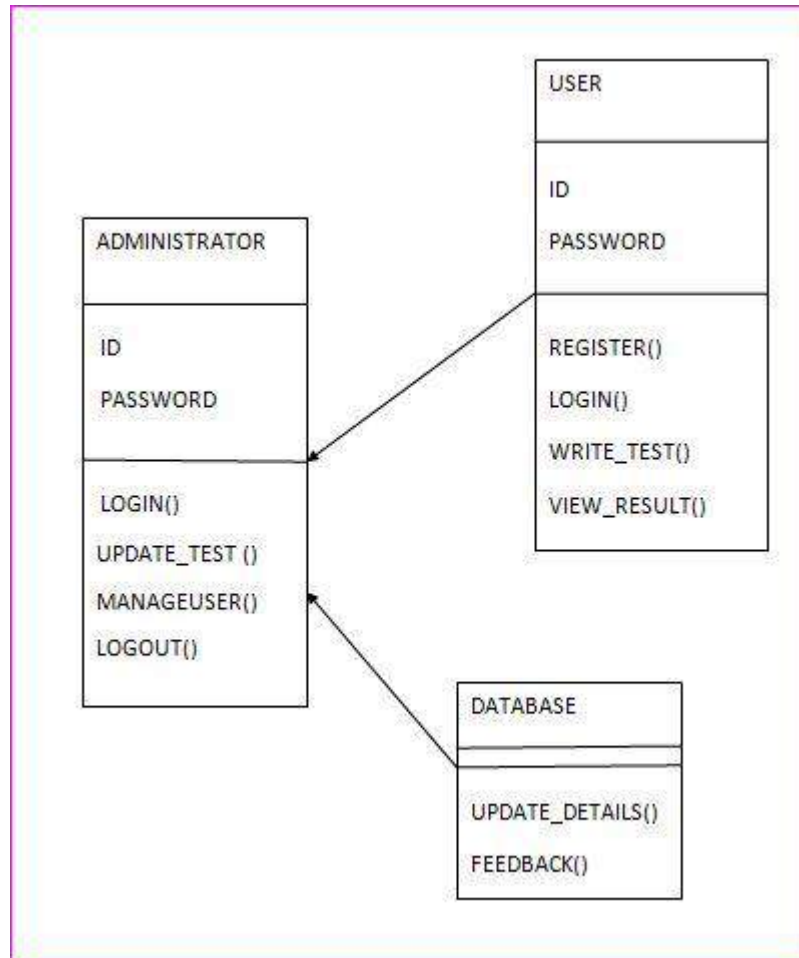 USER
ID
PASSWORD
REGISTER()
LOGIN()
WRITE_TEST()
VIEW_RESULT()
ADMINISTRATOR
ID
PASSWORD
LOGIN()
UPDATE_TEST ()
MANAGEUSER()
LOGOUT()
DATABASE
UPDATE_DETAILS()
FEEDBACK()